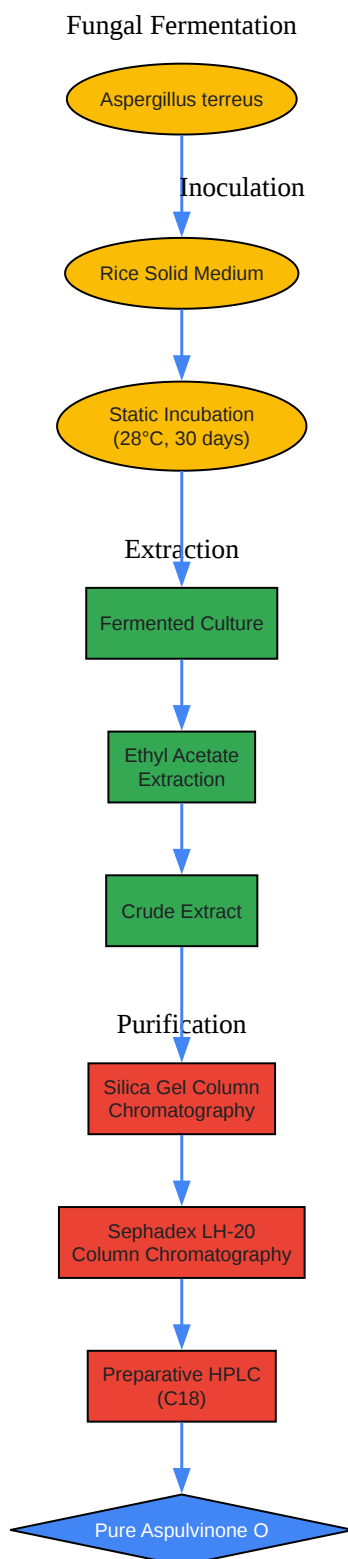 Fungal Fermentation
Aspergillus terreus
Inoculation
Rice Solid Medium
Static Incubation
(28°C, 30 days)
Extraction
Fermented Culture
Ethyl Acetate
Extraction
Crude Extract
Purification
Silica Gel Column
Chromatography
Sephadex LH-20
Column Chromatography
Preparative HPLC
(C18)
Pure Aspulvinone O